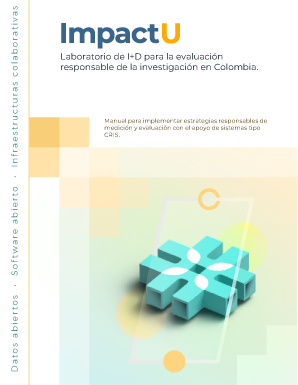 ImpactU
Laboratorio de I+D para la evaluación
responsable de la investigación en Colombia.
Manual para implementar estrategias responsables de
medición y evaluación con el apoyo de sistemas tipo
CRIS.
Datos abiertos · Software abierto · Infraestructuras colaborativas